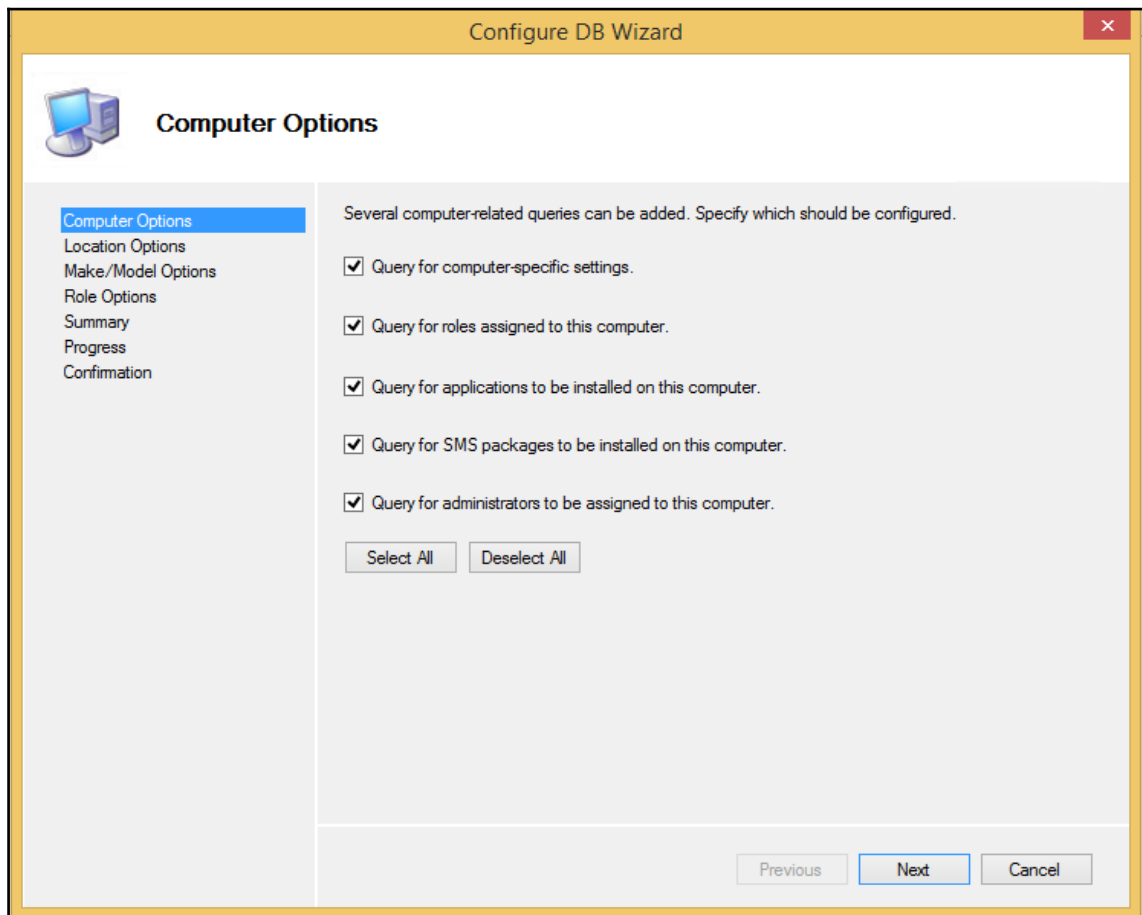 Configure DB Wizard
Computer Options
Computer Options
Location Options
Make/Model Options
Role Options
Summary
Progress
Confirmation
Several computer-related queries can be added. Specify which should be configured.
Query for computer-specific settings.
Query for roles assigned to this computer.
Query for applications to be installed on this computer.
Query for SMS packages to be installed on this computer.
Query for administrators to be assigned to this computer.
Select All Deselect All
Previous Next Cancel